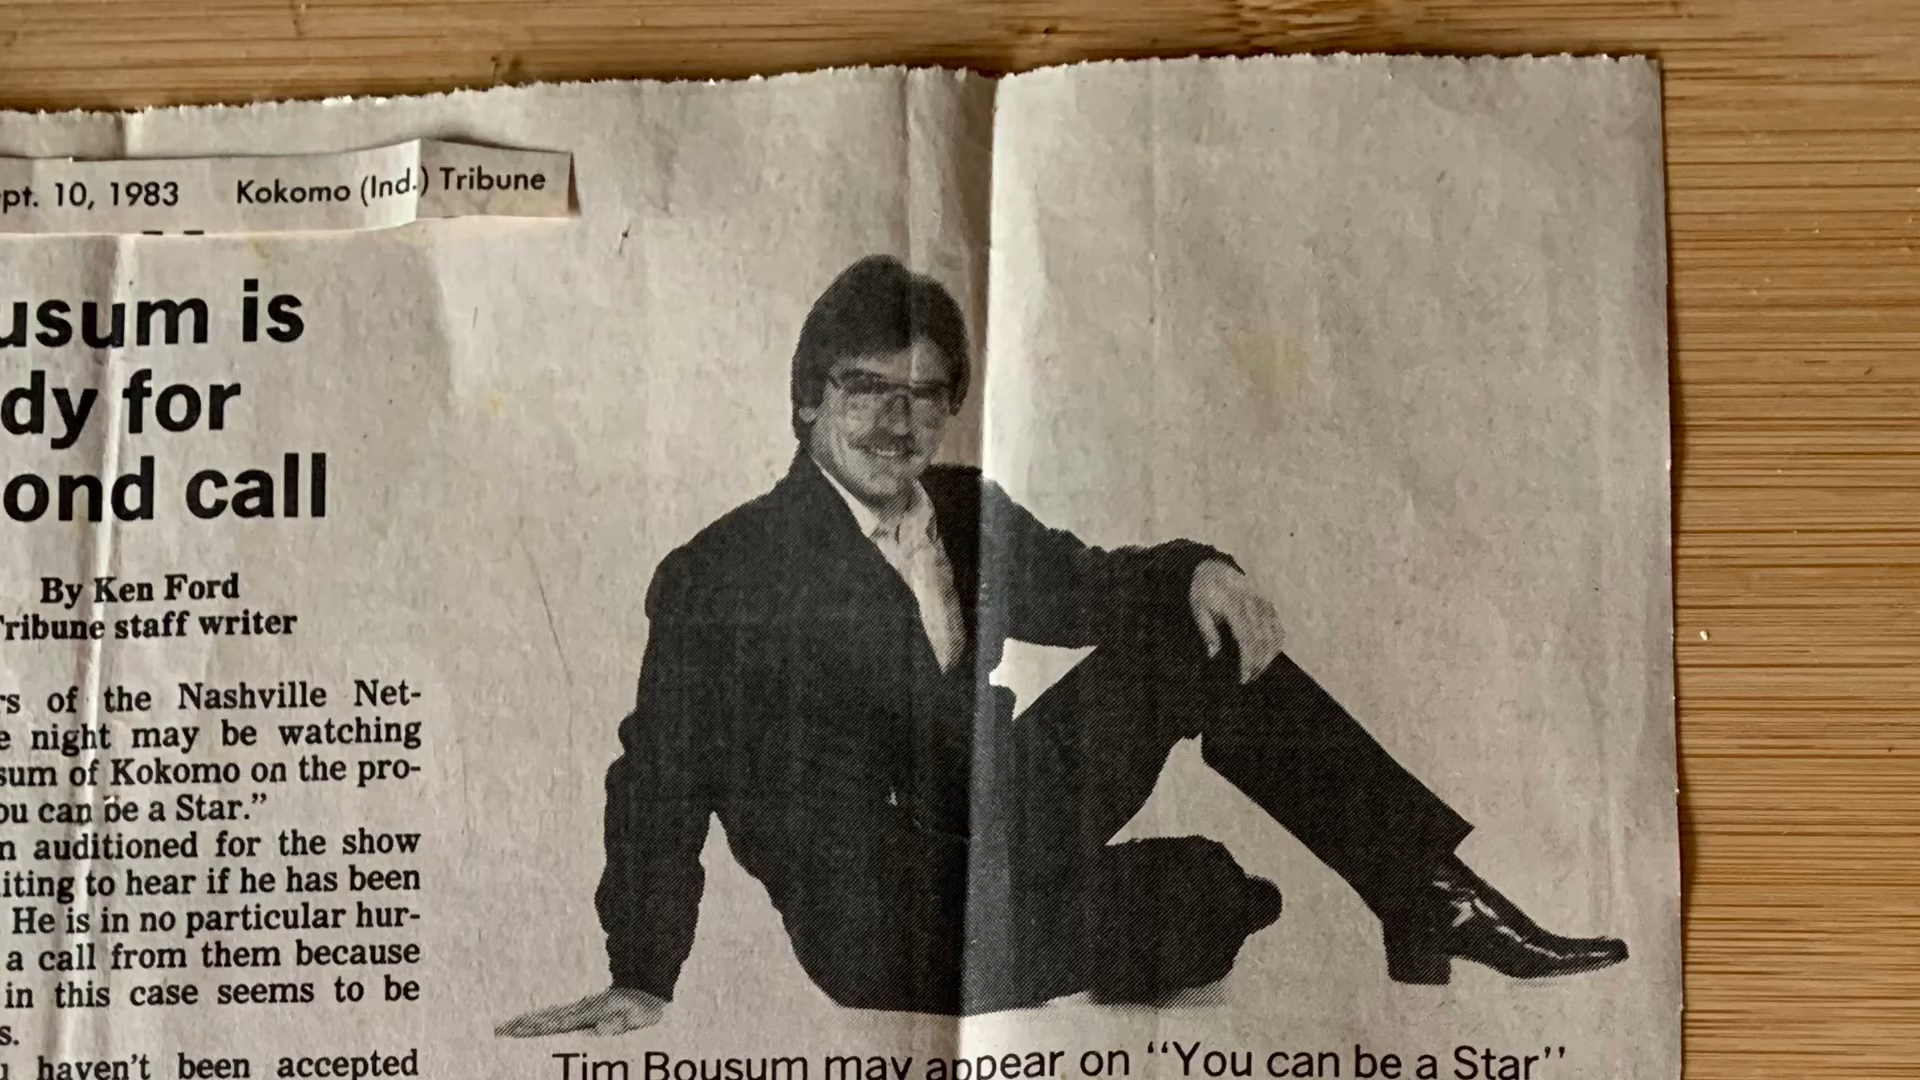 pt. 10, 1983 Kokomo (Ind.) Tribune
usum is
dy for
ond call
By Ken Ford
Tribune staff writer
rs of the Nashville Net-
e night may be watching
sum of Kokomo on the pro-
ou can be a Star.”
n auditioned for the show
iting to hear if he has been
. He is in no particular hur-
a call from them because
in this case seems to be
s.
u haven't been accepted
Tim Bousum may appear on “You can be a Star”